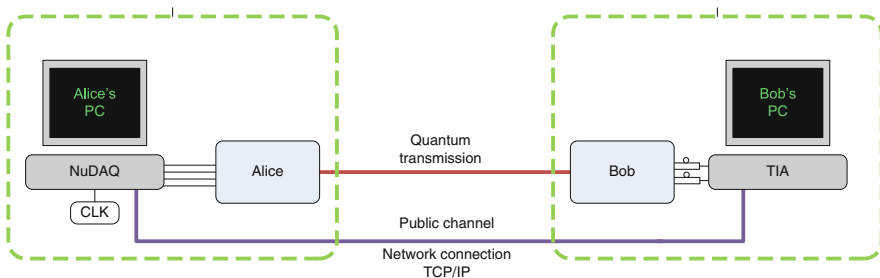 Alice's
PC
NuDAQ
CLK
Alice
Quantum
transmission
Public channel
Network connection
TCP/IP
Bob
Bob's
PC
TIA